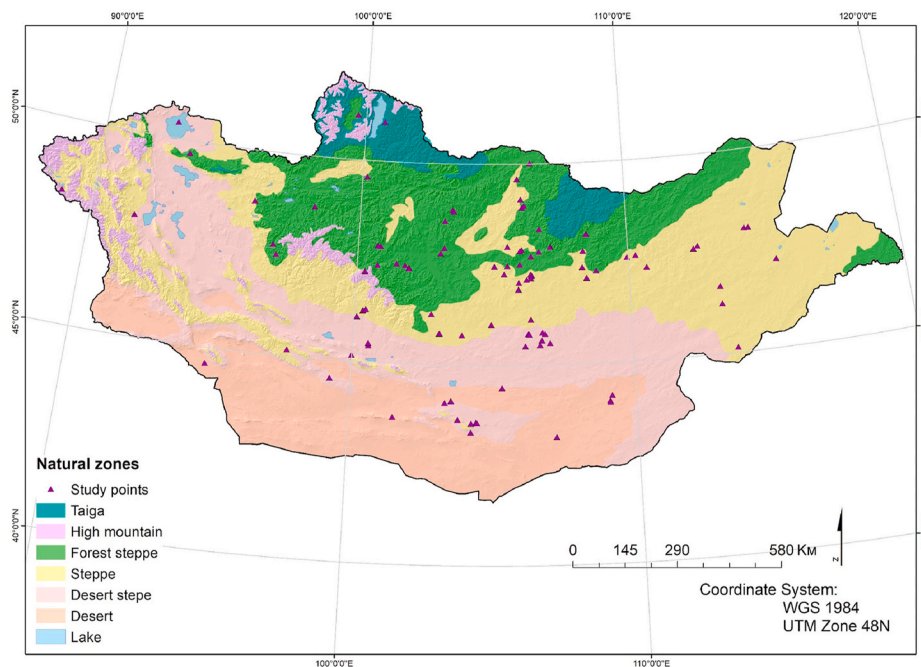 90°0'0"E 100°0'0"E 110°0'0"E 120°0'0"E
50°0'0"N
45°0'0"N
40°0'0"N
Natural zones
Study points
Taiga
High mountain
Forest steppe
Steppe
Desert stepe
Desert
Lake
0 145 290 580 Км
z
Coordinate System:
WGS 1984
UTM Zone 48N
100°0'0"E 110°0'0"E